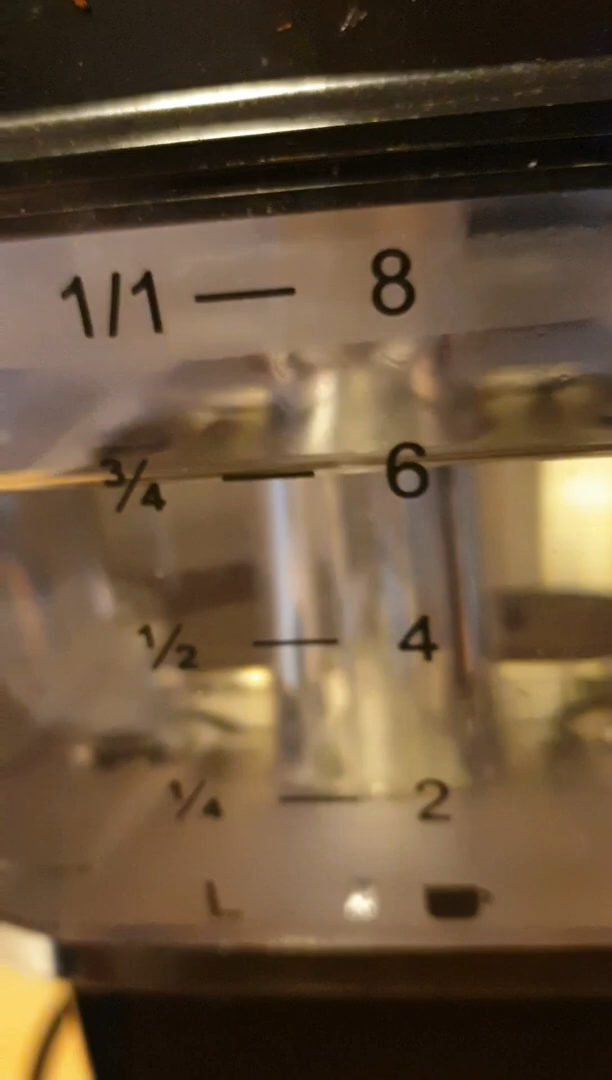 1/1 — 8
3/4 — 6
1/2 — 4
1/4 — 2
L